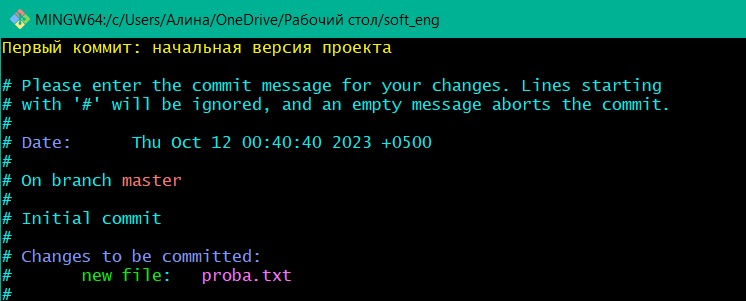 MINGW64:/c/Users/Алина/OneDrive/Рабочий стол/soft_eng
Первый коммит: начальная версия проекта
# Please enter the commit message for your changes. Lines starting
# with '#' will be ignored, and an empty message aborts the commit.
#
# Date:      Thu Oct 12 00:40:40 2023 +0500
#
# On branch master
#
# Initial commit
#
# Changes to be committed:
#       new file:   proba.txt
#